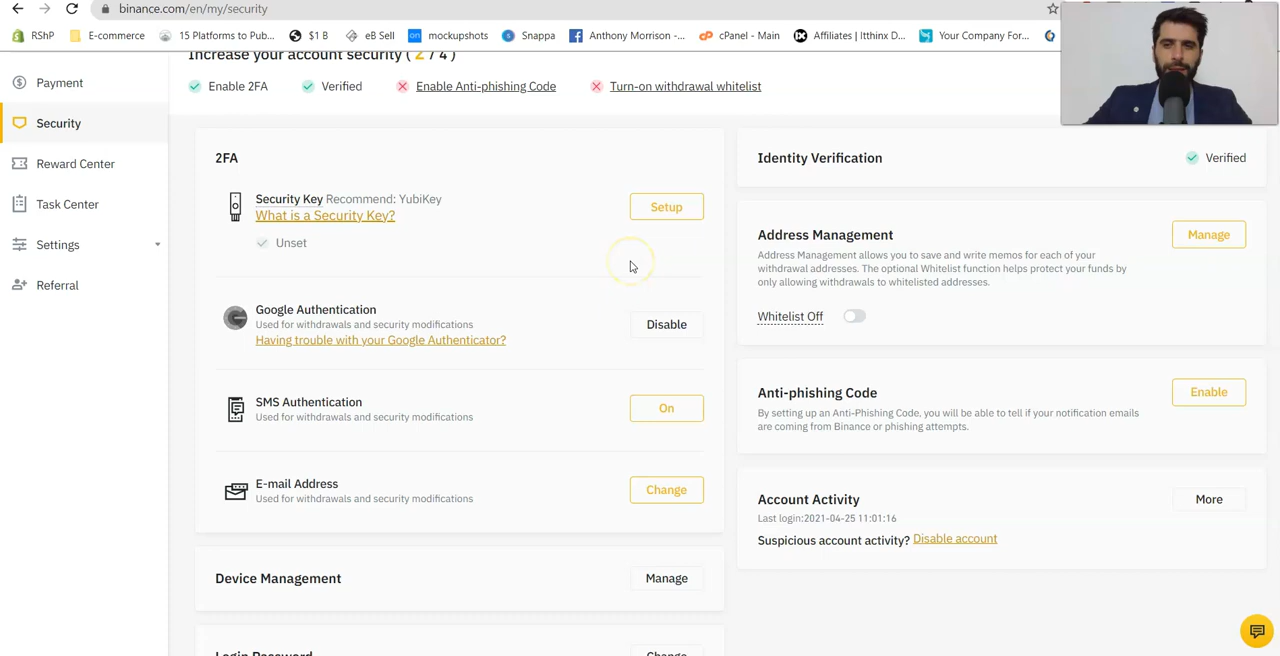 binance.com/en/my/security
RShP
E-commerce
15 Platforms to Pub...
$1 B
eB Sell
on
mockupshots
Snappa
Anthony Morrison -...
cPanel - Main
Affiliates | Itthinx D...
Your Company For...
Increase your account security ( 2 / 4 )
Enable 2FA
Verified
Enable Anti-phishing Code
Turn-on withdrawal whitelist
Payment
Security
Reward Center
Task Center
Settings
Referral
2FA
Security Key Recommend: YubiKey
What is a Security Key?
Unset
Setup
Google Authentication
Used for withdrawals and security modifications
Having trouble with your Google Authenticator?
Disable
SMS Authentication
Used for withdrawals and security modifications
On
E-mail Address
Used for withdrawals and security modifications
Change
Device Management
Manage
Login Password
Change
Identity Verification
Verified
Address Management
Manage
Address Management allows you to save and write memos for each of your
withdrawal addresses. The optional Whitelist function helps protect your funds by
only allowing withdrawals to whitelisted addresses.
Whitelist Off
Anti-phishing Code
Enable
By setting up an Anti-Phishing Code, you will be able to tell if your notification emails
are coming from Binance or phishing attempts.
Account Activity
More
Last login:2021-04-25 11:01:16
Suspicious account activity? Disable account